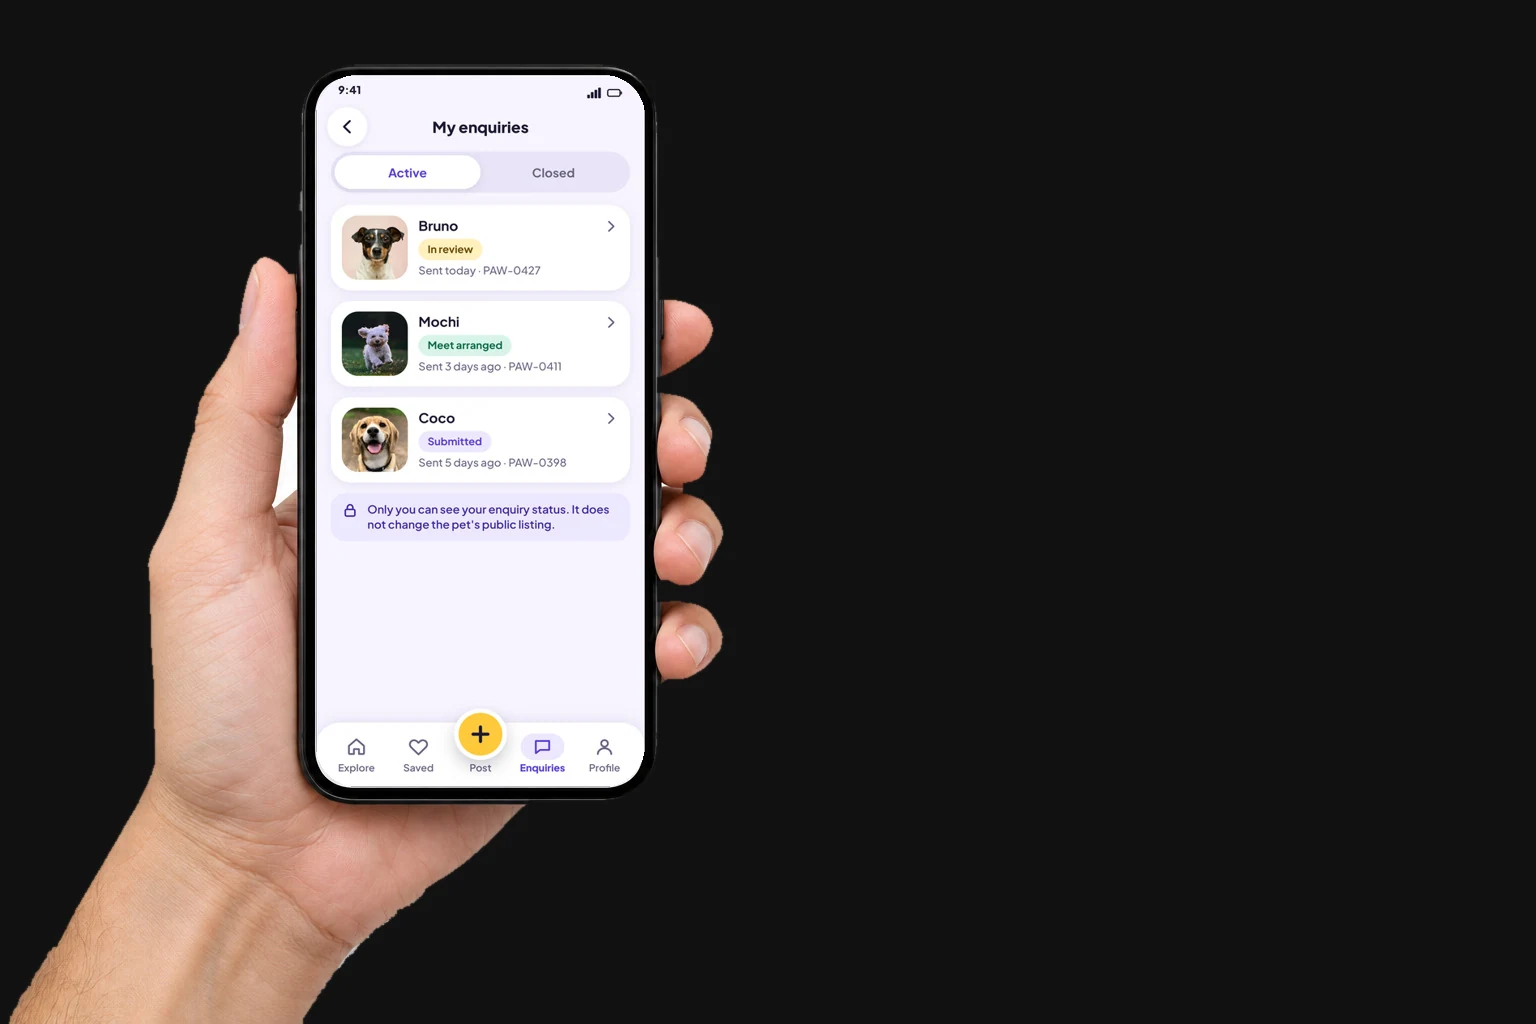 9:41
My enquiries
Active
Closed
Bruno
In review
Sent today · PAW-0427
Mochi
Meet arranged
Sent 3 days ago · PAW-0411
Coco
Submitted
Sent 5 days ago · PAW-0398
Only you can see your enquiry status. It does
not change the pet's public listing.
Explore
Saved
Post
Enquiries
Profile